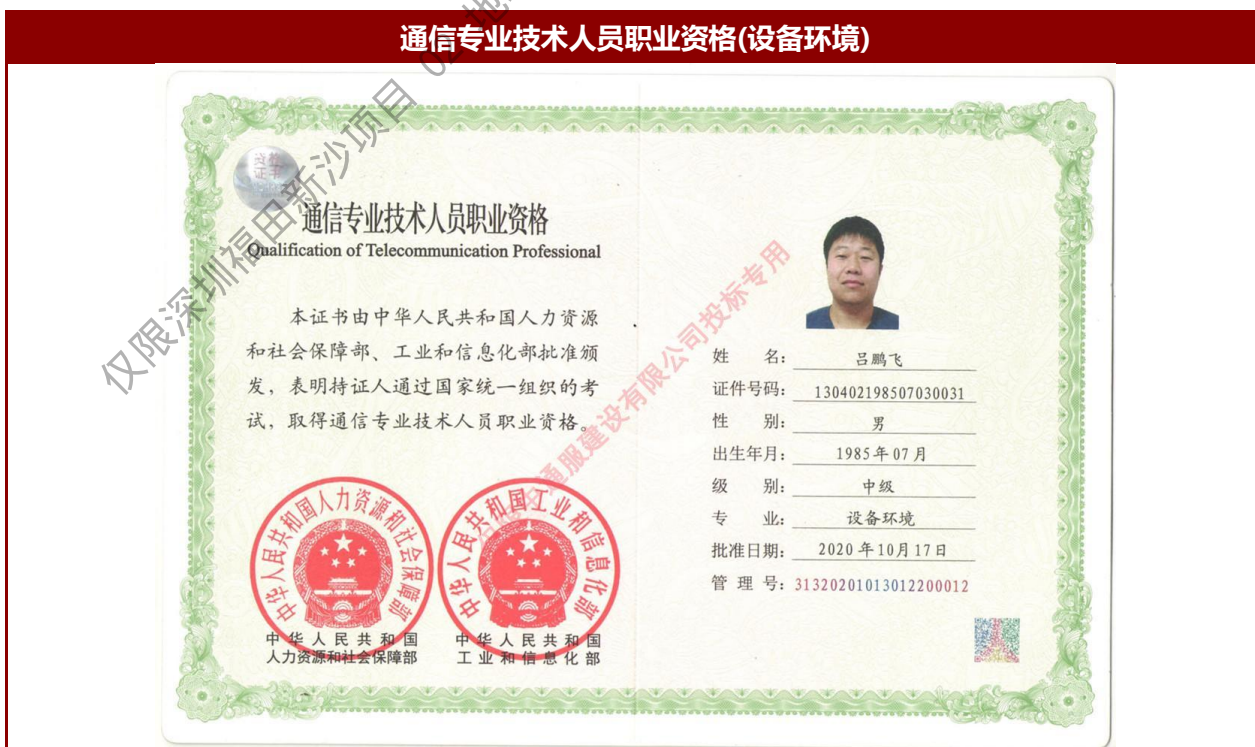 通信专业技术人员职业资格(设备环境)
仅限深圳福田新沙项目
资格
证书
通信专业技术人员职业资格
Qualification of Telecommunication Professional
本证书由中华人民共和国人力资源
和社会保障部、工业和信息化部批准颁
发，表明持证人通过国家统一组织的考
试，取得通信专业技术人员职业资格。
中华人民共和国人力资源和社会保障部
中华人民共和国工业和信息化部
中华人民共和国
人力资源和社会保障部
中华人民共和国
工业和信息化部
通服建设有限公司投标专用
姓 名： 吕鹏飞
证件号码： 130402198507030031
性 别： 男
出生年月： 1985年07月
级 别： 中级
专 业： 设备环境
批准日期： 2020年10月17日
管 理 号： 31320201013012200012